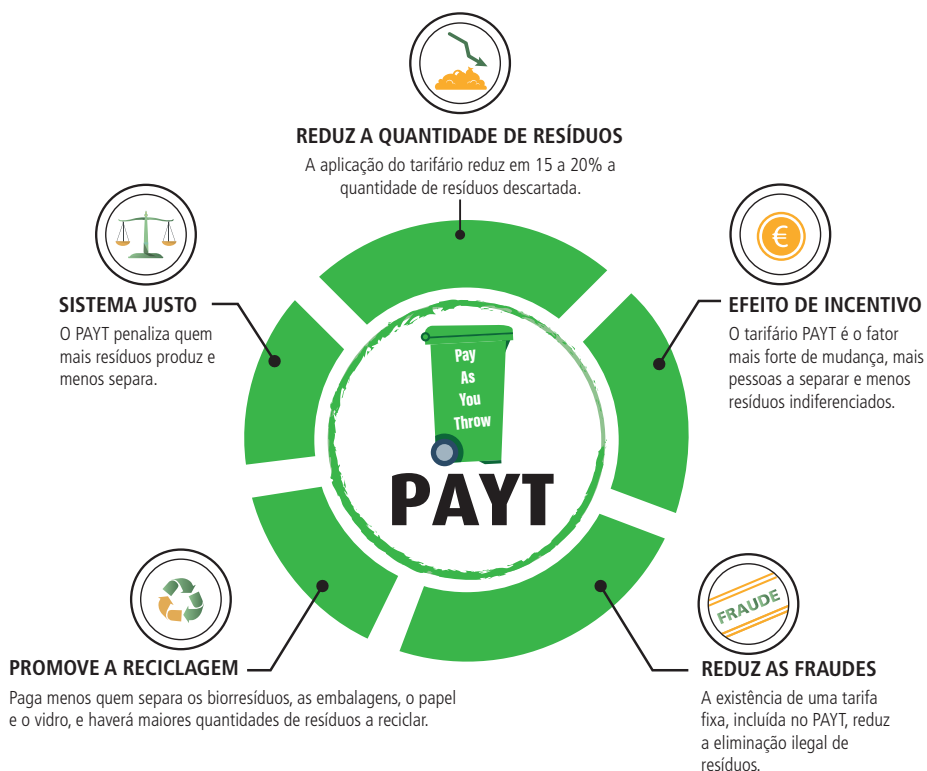 REDUZ A QUANTIDADE DE RESÍDUOS
A aplicação do tarifário reduz em 15 a 20% a
quantidade de resíduos descartada.
SISTEMA JUSTO
O PAYT penaliza quem
mais resíduos produz e
menos separa.
€
EFEITO DE INCENTIVO
O tarifário PAYT é o fator
mais forte de mudança, mais
pessoas a separar e menos
resíduos indiferenciados.
Pay
As
You
Throw
PAYT
PROMOVE A RECICLAGEM
Paga menos quem separa os biorresíduos, as embalagens, o papel
e o vidro, e haverá maiores quantidades de resíduos a reciclar.
FRAUDE
REDUZ AS FRAUDES
A existência de uma tarifa
fixa, incluída no PAYT, reduz
a eliminação ilegal de
resíduos.